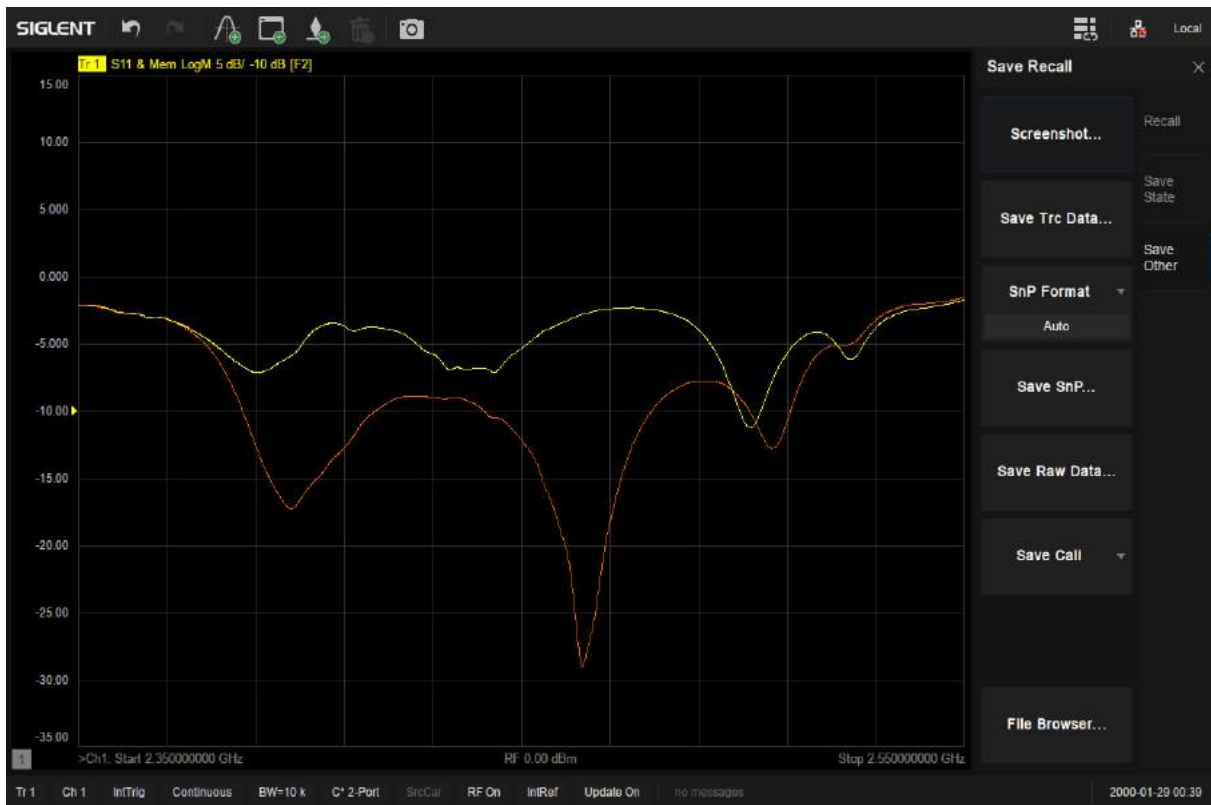 SIGLENT
Local
Tr 1 S11 & Mem LogM 5 dB/ -10 dB [F2]
15.00
10.00
5.000
0.000
-5.000
-10.00
-15.00
-20.00
-25.00
-30.00
-35.00
1
>Ch1: Start 2.350000000 GHz RF 0.00 dBm Stop 2.550000000 GHz
Save Recall
Screenshot...
Save Trc Data...
SnP Format
Auto
Save SnP...
Save Raw Data...
Save Call
File Browser...
Recall
Save
State
Save
Other
Tr 1 Ch 1 IntTrig Continuous BW=10 k C* 2-Port SrcCal RF On IntRef Update On no messages 2000-01-29 00:39